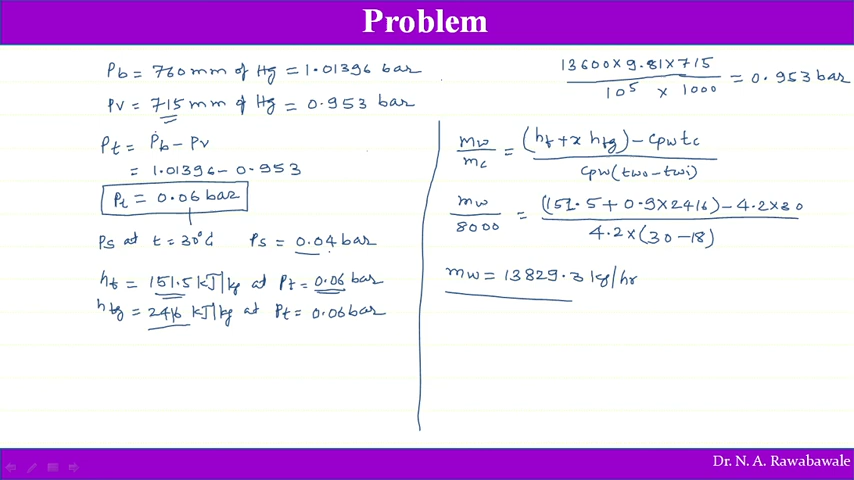 Problem
Pb = 760 mm of Hg = 1.01396 bar
Pv = 715 mm of Hg = 0.953 bar
Pt = Pb - Pv
= 1.01396 - 0.953
Pt = 0.06 bar
Ps at t = 30°C Ps = 0.04 bar
hf = 151.5 kJ/kg at Pt = 0.06 bar
hfg = 2416 kJ/kg at Pt = 0.06 bar
13600 × 9.81 × 715 / 10^5 × 1000 = 0.953 bar
mw/mc = (hf + x hfg) - Cpw tc / Cpw (two - twi)
mw/8000 = (151.5 + 0.9 × 2416) - 4.2 × 30 / 4.2 × (30 - 18)
mw = 13829.3 kg/hr
Dr. N. A. Rawabawale